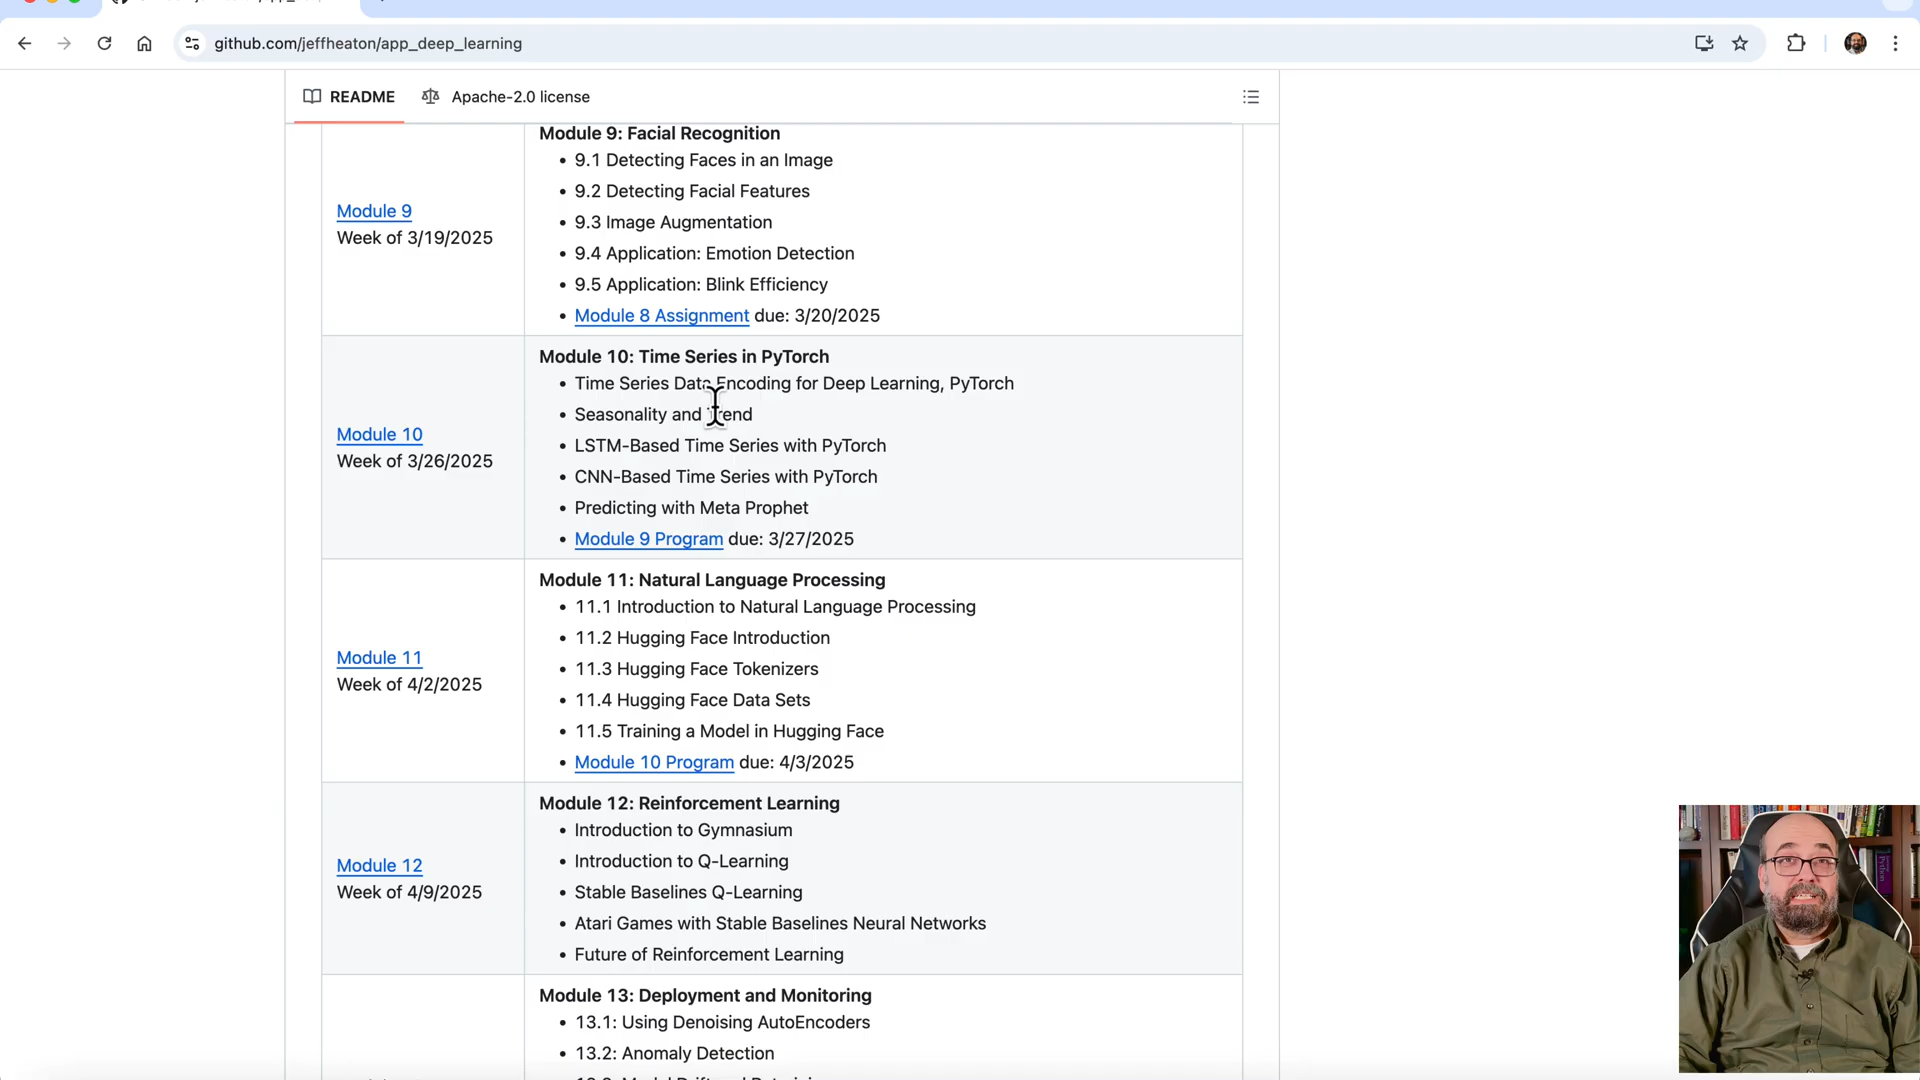 github.com/jeffheaton/app_deep_learning
README
Apache-2.0 license
Module 9
Week of 3/19/2025
Module 9: Facial Recognition
9.1 Detecting Faces in an Image
9.2 Detecting Facial Features
9.3 Image Augmentation
9.4 Application: Emotion Detection
9.5 Application: Blink Efficiency
Module 8 Assignment due: 3/20/2025
Module 10
Week of 3/26/2025
Module 10: Time Series in PyTorch
Time Series Data Encoding for Deep Learning, PyTorch
Seasonality and Trend
LSTM-Based Time Series with PyTorch
CNN-Based Time Series with PyTorch
Predicting with Meta Prophet
Module 9 Program due: 3/27/2025
Module 11
Week of 4/2/2025
Module 11: Natural Language Processing
11.1 Introduction to Natural Language Processing
11.2 Hugging Face Introduction
11.3 Hugging Face Tokenizers
11.4 Hugging Face Data Sets
11.5 Training a Model in Hugging Face
Module 10 Program due: 4/3/2025
Module 12
Week of 4/9/2025
Module 12: Reinforcement Learning
Introduction to Gymnasium
Introduction to Q-Learning
Stable Baselines Q-Learning
Atari Games with Stable Baselines Neural Networks
Future of Reinforcement Learning
Module 13: Deployment and Monitoring
13.1: Using Denoising AutoEncoders
13.2: Anomaly Detection